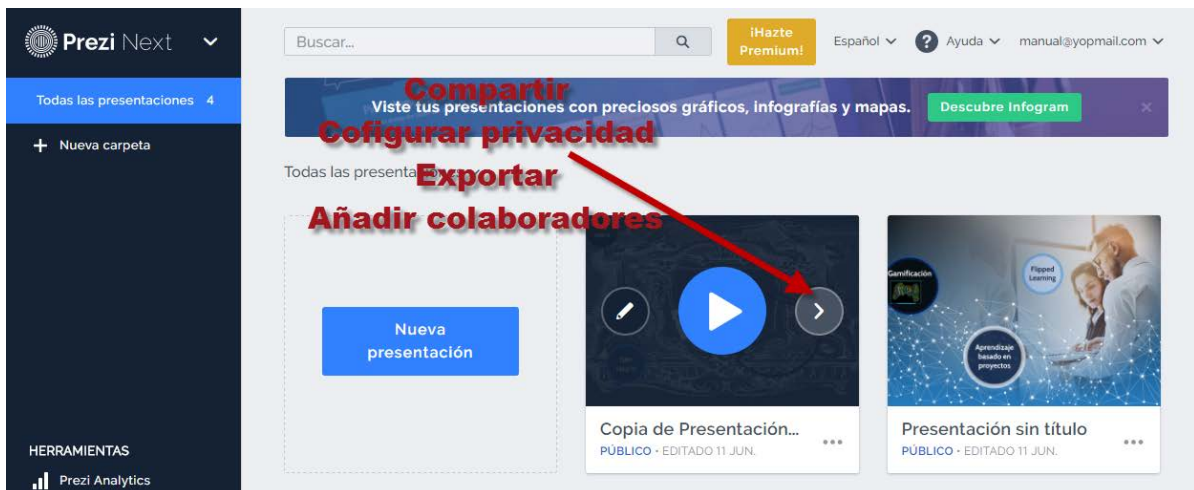 Prezi Next
Buscar...
¡Hazte
Premium!
Español
Ayuda
manual@yopmail.com
Todas las presentaciones 4
Compartir
Viste tus presentaciones con preciosos gráficos, infografías y mapas.
Descubre Infogram
Cofigurar privacidad
Nueva carpeta
Todas las presentaciones
Exportar
Añadir colaboradores
Gamificación
Flipped
Learning
Aprendizaje
basado en
proyectos
Nueva
presentación
Copia de Presentación...
PÚBLICO - EDITADO 11 JUN.
Presentación sin título
PÚBLICO - EDITADO 11 JUN.
HERRAMIENTAS
Prezi Analytics